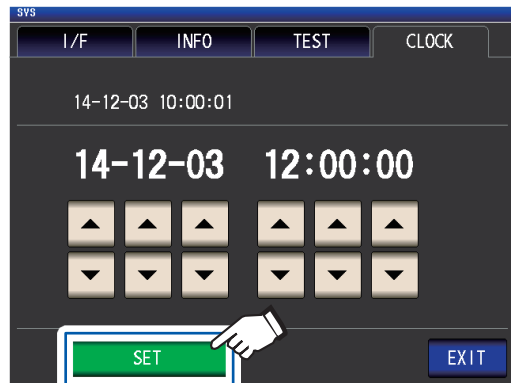 SYS
I/F INFO TEST CLOCK
14-12-03 10:00:01
14-12-03 12:00:00
SET EXIT